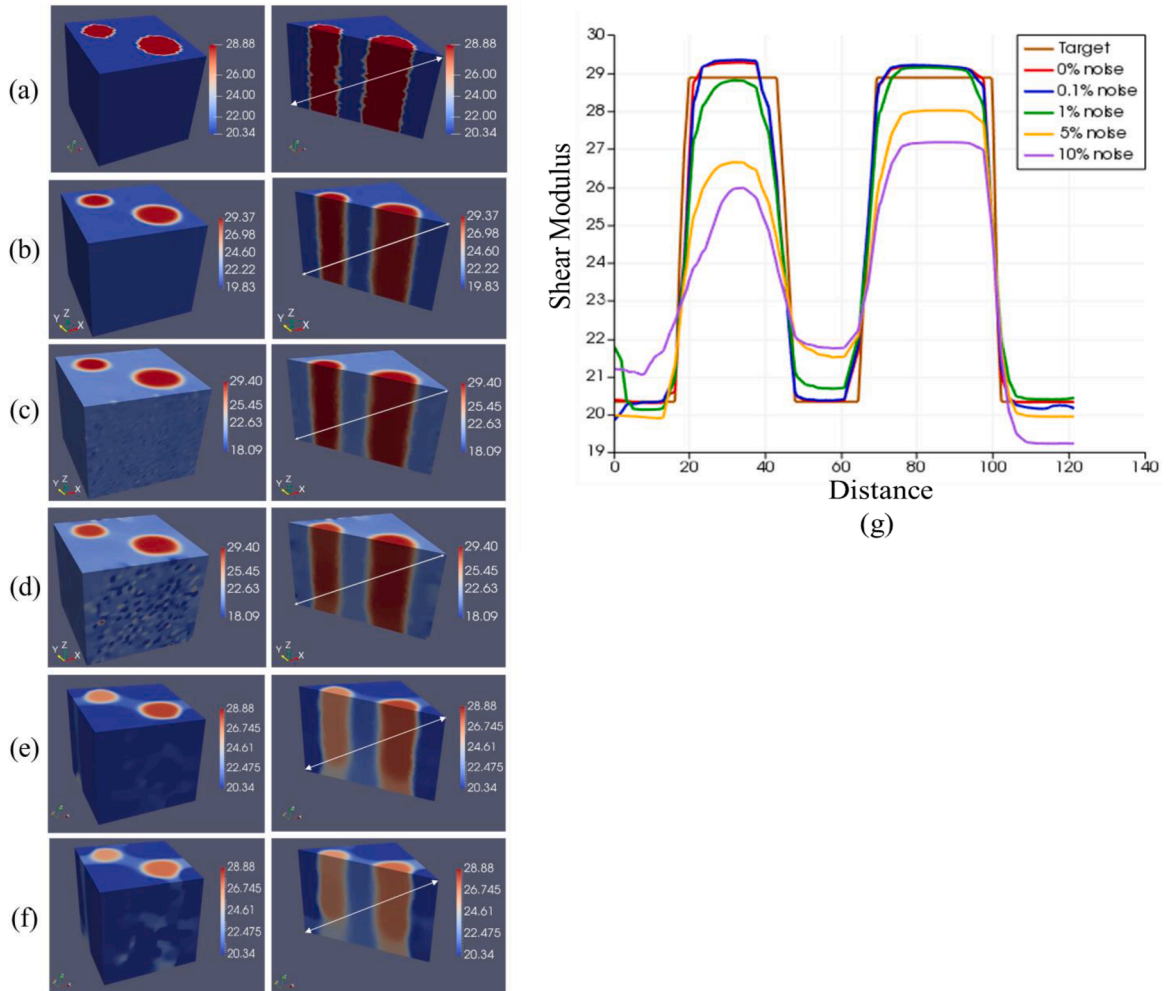 (a)
28.88
26.00
24.00
22.00
20.34
28.88
26.00
24.00
22.00
20.34
(b)
29.37
26.98
24.60
22.22
19.83
Z
Y X
29.37
26.98
24.60
22.22
19.83
Z
Y X
(c)
29.40
25.45
22.63
18.09
Z
Y X
29.40
25.45
22.63
18.09
Z
Y X
(d)
29.40
25.45
22.63
18.09
Z
Y X
29.40
25.45
22.63
18.09
Z
Y X
(e)
28.88
26.745
24.61
22.475
20.34
28.88
26.745
24.61
22.475
20.34
(f)
28.88
26.745
24.61
22.475
20.34
28.88
26.745
24.61
22.475
20.34
Shear Modulus
30
29
28
27
26
25
24
23
22
21
20
19
0 20 40 60 80 100 120 140
Target
0% noise
0.1% noise
1% noise
5% noise
10% noise
Distance
(g)